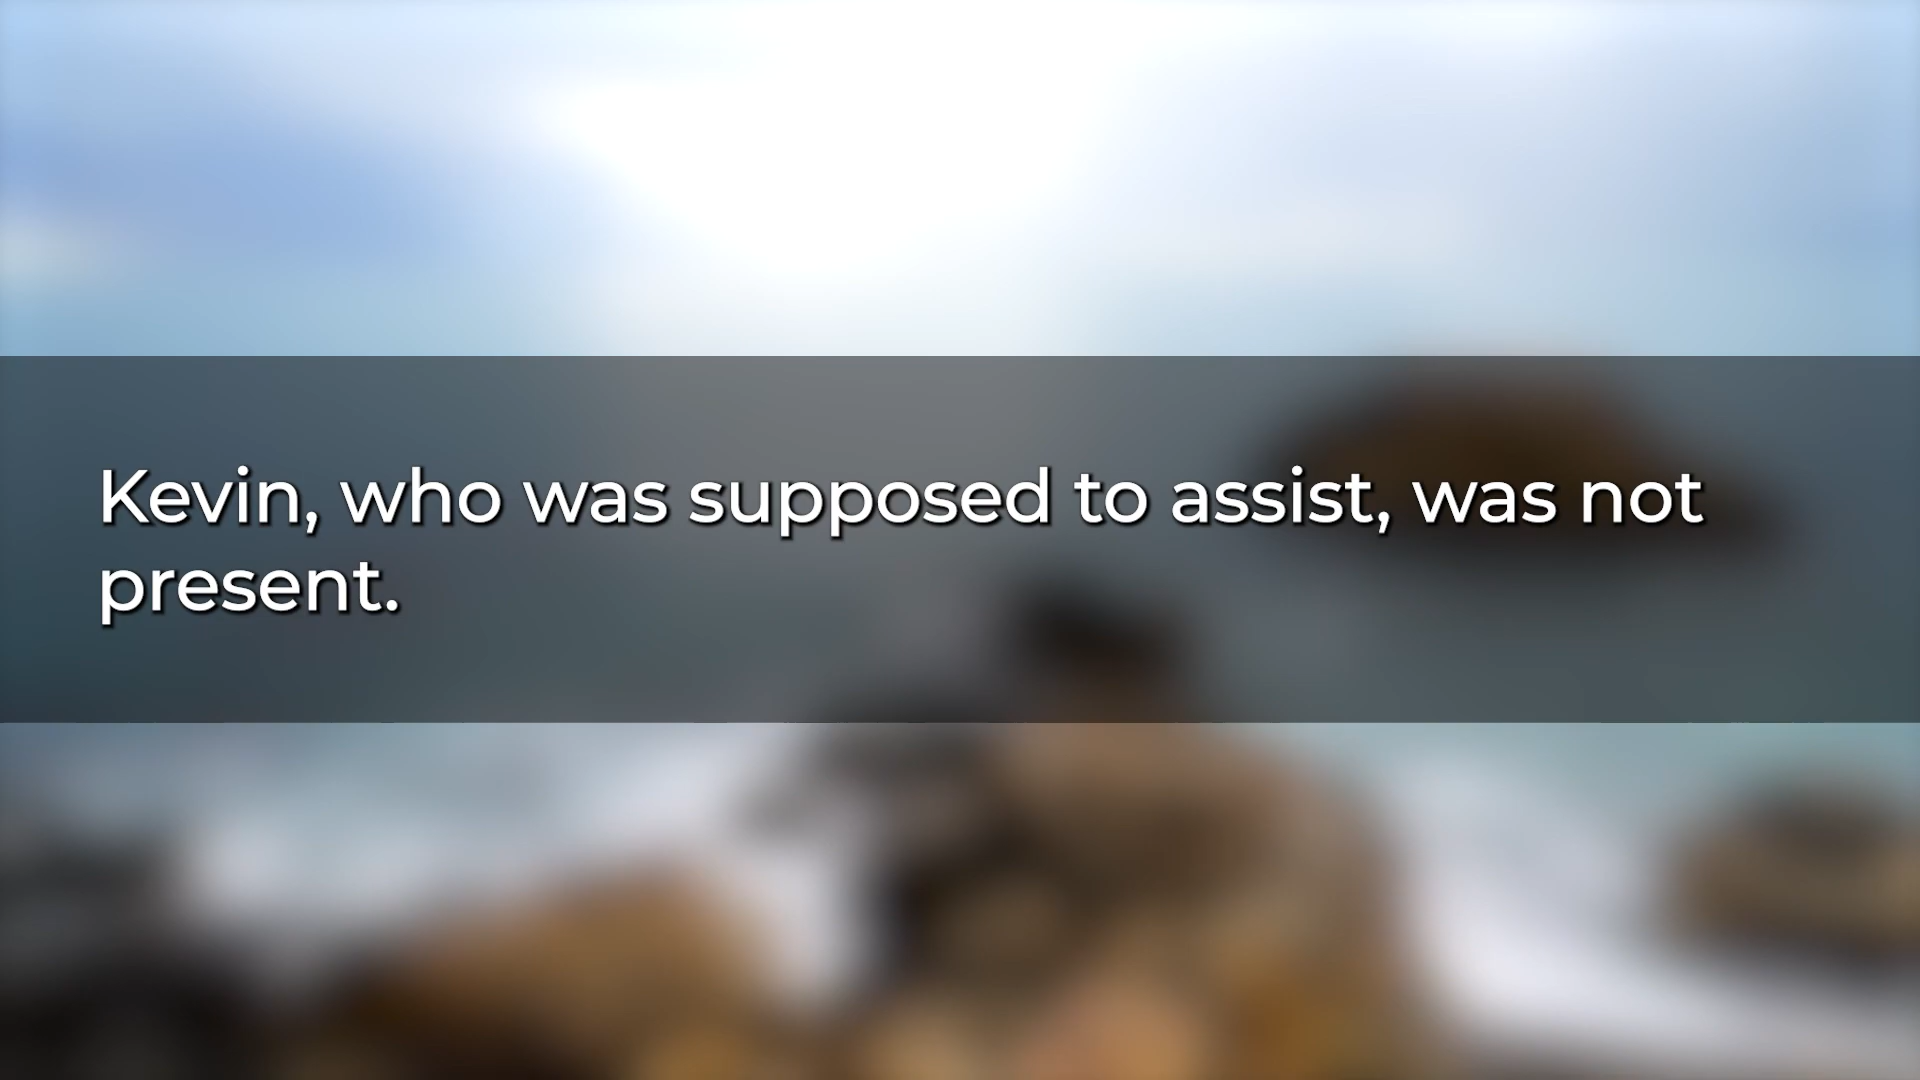 Kevin, who was supposed to assist, was not
present.